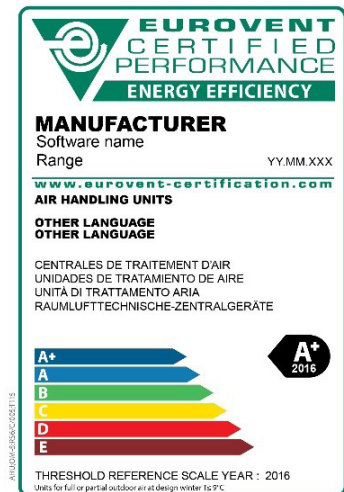 EUROVENT
CERTIFIED
PERFORMANCE
ENERGY EFFICIENCY
MANUFACTURER
Software name
Range YY.MM.XXX
www.eurovent-certification.com
AIR HANDLING UNITS
OTHER LANGUAGE
OTHER LANGUAGE
CENTRALES DE TRAITEMENT D'AIR
UNIDADES DE TRATAMIENTO DE AIRE
UNITÀ DI TRATTAMENTO ARIA
RAUMLUFTTECHNISCHE-ZENTRALGERÄTE
A+
A
B
C
D
E
A+
2016
THRESHOLD REFERENCE SCALE YEAR : 2016
Units for full or partial outdoor air at design winter T≤ 9°C